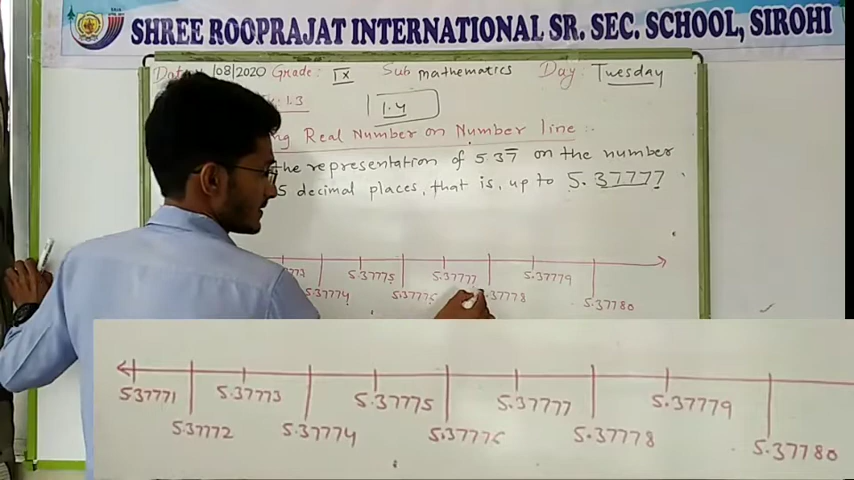 SHREE ROOPRAJAT INTERNATIONAL SR. SEC. SCHOOL, SIROHI
/08/2020 Grade: IX Sub mathematics Day: Tuesday
1.3 1.4
ng Real Number on Number line :-
the representation of 5.37̅ on the number
5 decimal places, that is, up to 5.37777
5.37775 5.37777 5.37779
5.37774 5.37776 5.37778 5.37780
5.37771 5.37773 5.37775 5.37777 5.37779
5.37772 5.37774 5.37776 5.37778 5.37780